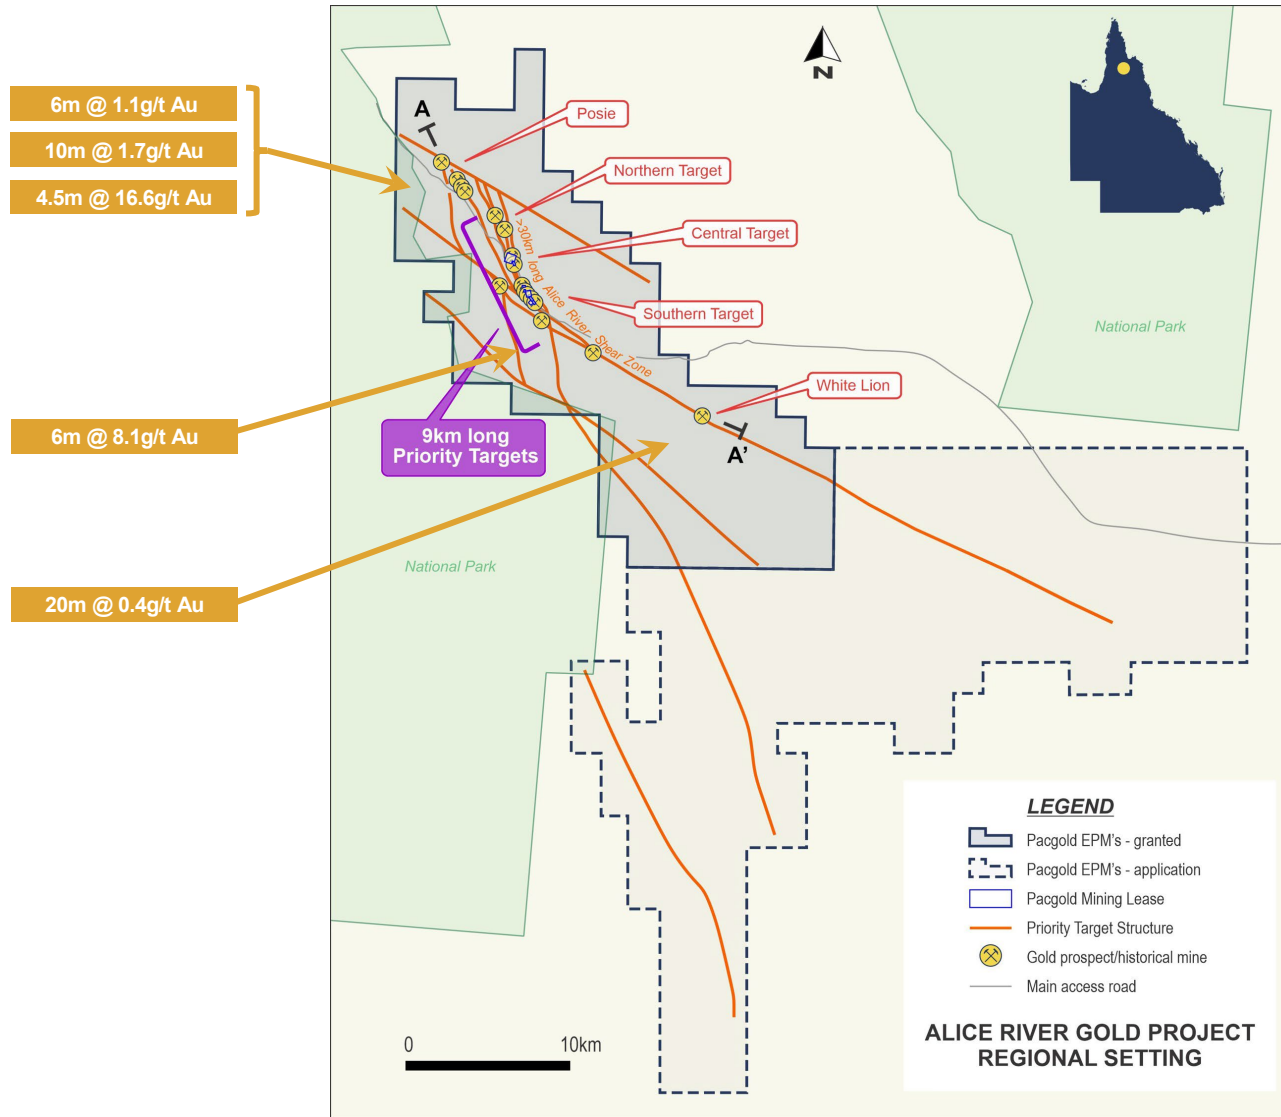 6m @ 1.1g/t Au
10m @ 1.7g/t Au
4.5m @ 16.6g/t Au
6m @ 8.1g/t Au
20m @ 0.4g/t Au
N
A
Posie
Northern Target
Central Target
Southern Target
White Lion
>30km long Alice River Shear Zone
9km long
Priority Targets
A'
National Park
National Park
0 10km
LEGEND
Pacgold EPM's - granted
Pacgold EPM's - application
Pacgold Mining Lease
Priority Target Structure
Gold prospect/historical mine
Main access road
ALICE RIVER GOLD PROJECT
REGIONAL SETTING